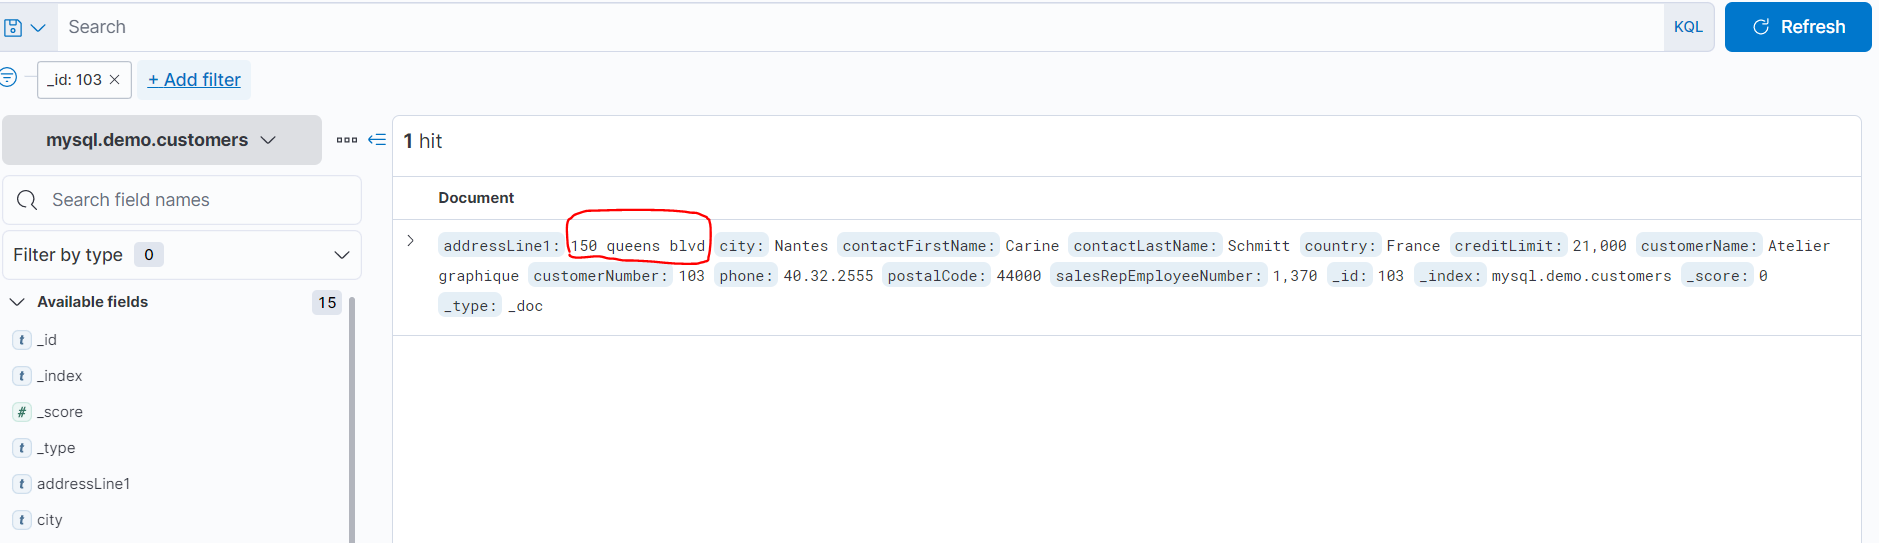 Search
KQL
Refresh
_id: 103 ×
+ Add filter
mysql.demo.customers
1 hit
Search field names
Filter by type 0
Available fields 15
_id
_index
_score
_type
addressLine1
city
Document
addressLine1: 150 queens blvd city: Nantes contactFirstName: Carine contactLastName: Schmitt country: France creditLimit: 21,000 customerName: Atelier
graphique customerNumber: 103 phone: 40.32.2555 postalCode: 44000 salesRepEmployeeNumber: 1,370 _id: 103 _index: mysql.demo.customers _score: 0
_type: _doc